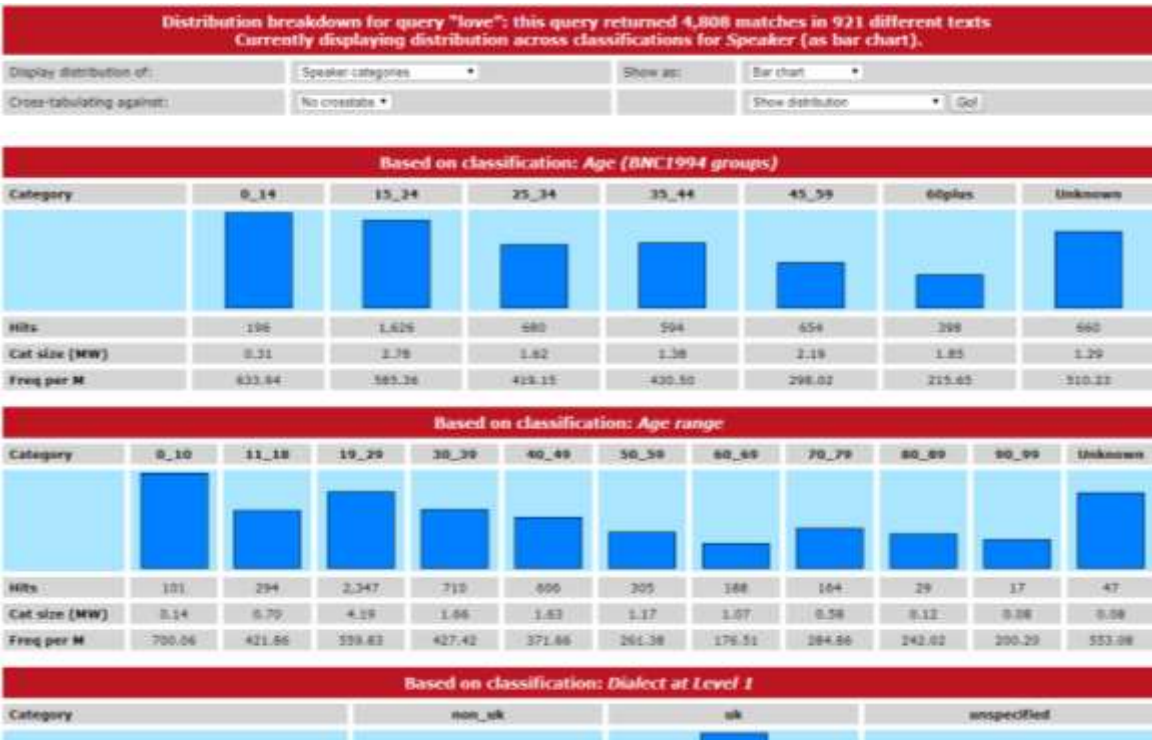 Distribution breakdown for query "love": this query returned 4,808 matches in 921 different texts
Currently displaying distribution across classifications for Speaker (as bar chart).
Display distribution of: Speaker categories Show as: Bar chart
Cross-tabulating against: No crosstabs Show distribution Go!
Based on classification: Age (BNC1994 groups)
Category 0_14 15_24 25_34 35_44 45_59 60plus Unknown
Hits 196 1,626 680 594 654 398 660
Cat size (MW) 0.31 2.78 1.62 1.38 2.19 1.85 1.29
Freq per M 633.84 585.36 419.15 430.50 298.02 215.65 510.23
Based on classification: Age range
Category 0_10 11_18 19_29 30_39 40_49 50_59 60_69 70_79 80_89 90_99 Unknown
Hits 101 294 2,347 710 606 305 188 164 29 17 47
Cat size (MW) 0.14 0.70 4.19 1.66 1.63 1.17 1.07 0.58 0.12 0.08 0.08
Freq per M 700.06 421.86 559.83 427.42 371.66 261.38 176.51 284.86 242.02 200.20 553.08
Based on classification: Dialect at Level 1
Category non_uk uk unspecified